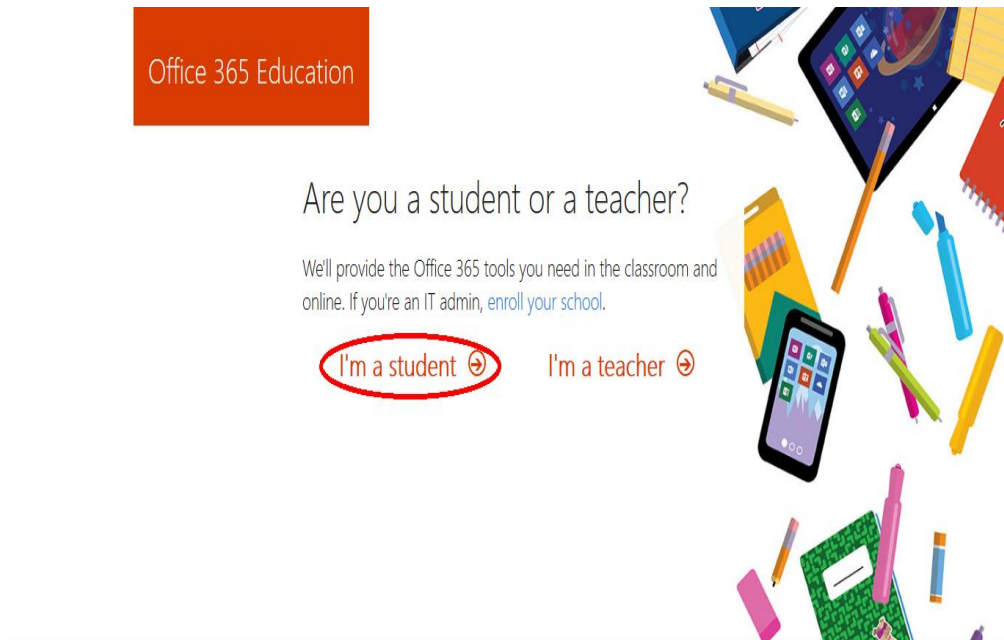 Office 365 Education
Are you a student or a teacher?
We'll provide the Office 365 tools you need in the classroom and
online. If you're an IT admin, enroll your school.
I'm a student
I'm a teacher